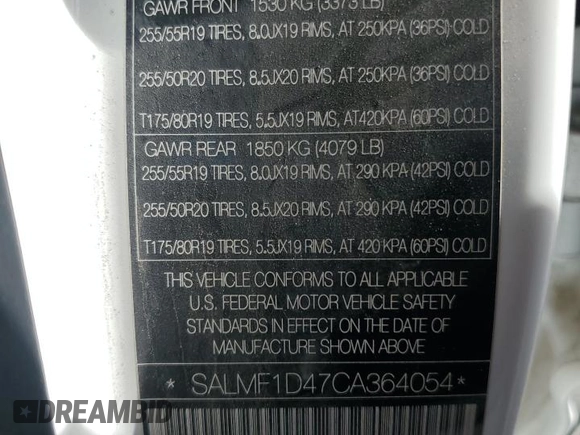 GAWR FRONT 1530 KG (3373 LB)
255/55R19 TIRES, 8.0JX19 RIMS, AT 250KPA (36PSI) COLD
255/50R20 TIRES, 8.5JX20 RIMS, AT 250KPA (36PSI) COLD
T175/80R19 TIRES, 5.5JX19 RIMS, AT420KPA (60PSI) COLD
GAWR REAR 1850 KG (4079 LB)
255/55R19 TIRES, 8.0JX19 RIMS, AT 290 KPA (42PSI) COLD
255/50R20 TIRES, 8.5JX20 RIMS, AT 290 KPA (42PSI) COLD
T175/80R19 TIRES, 5.5JX19 RIMS, AT 420 KPA (60PSI) COLD
THIS VEHICLE CONFORMS TO ALL APPLICABLE
U.S. FEDERAL MOTOR VEHICLE SAFETY
STANDARDS IN EFFECT ON THE DATE OF
MANUFACTURE SHOWN ABOVE
* SALMF1D47CA364054 *
DREAMBID